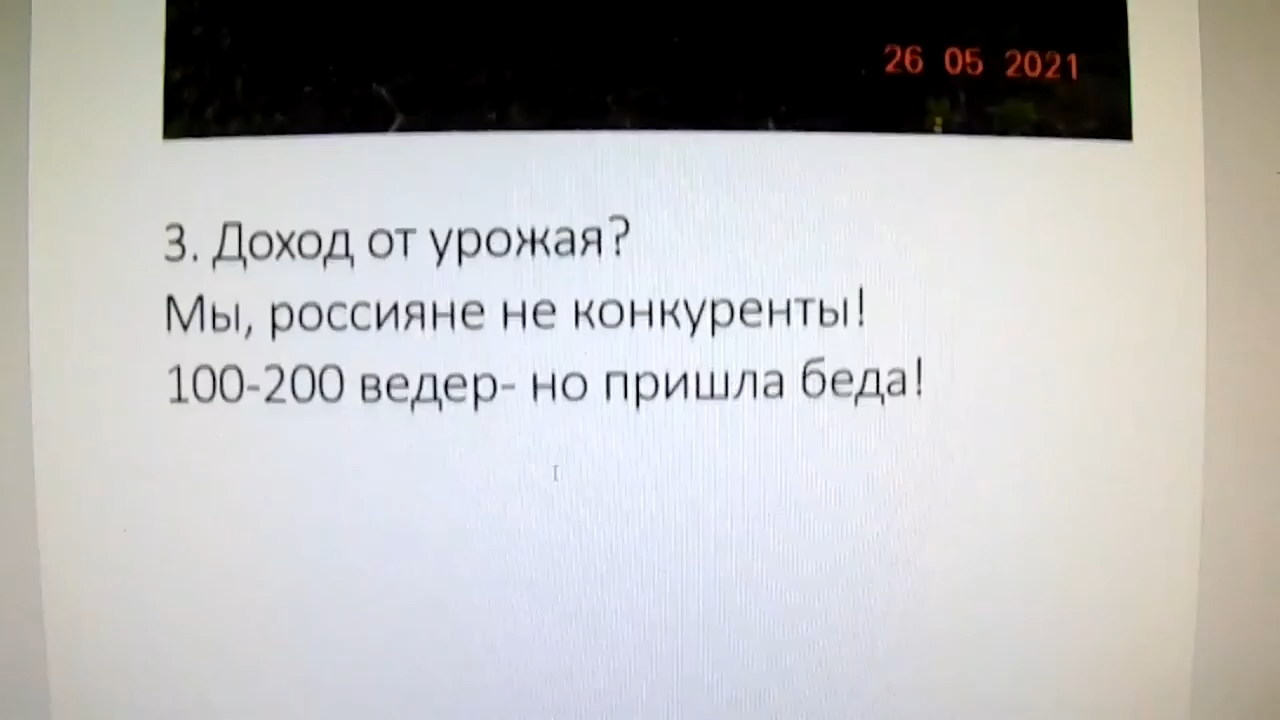 26 05 2021
3. Доход от урожая?
Мы, россияне не конкуренты!
100-200 ведер- но пришла беда!